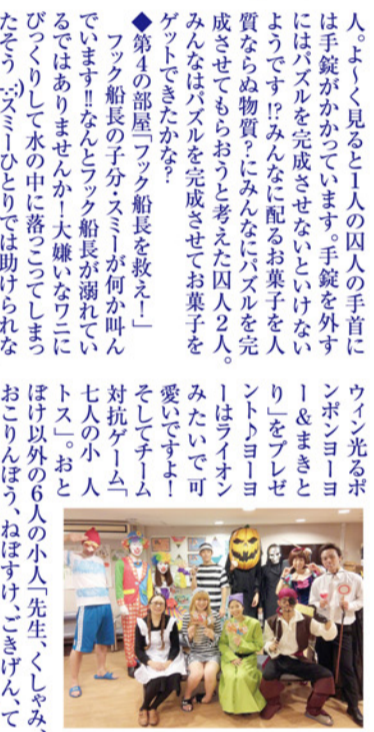 人。よ〜く見ると1人の囚人の手首に
は手錠がかかっています。手錠を外す
にはパズルを完成させないといけない
ようです!?みんなに配るお菓子を人
質ならぬ物質?にみんなにパズルを完
成させてもらおうと考えた囚人2人。
みんなはパズルを完成させてお菓子を
ゲットできたかな?
◆第4の部屋「フック船長を救え!」
フック船長の子分・スミーが何か叫ん
でいます!!なんとフック船長が溺れてい
るではありませんか!大嫌いなワニに
びっくりして水の中に落っこってしまっ
たそう(-_-;)スミーひとりでは助けられな
ウィン光るポ
ンポンヨーヨ
ー&まきと
り」をプレゼ
ント♪ヨーヨ
ーはライオン
みたいで可
愛いですよ!
そしてチーム
対抗ゲーム「
七人の小人
トス」。おと
ぼけ以外の6人の小人「先生、くしゃみ、
おこりんぼう、ねぼすけ、ごきげん、て